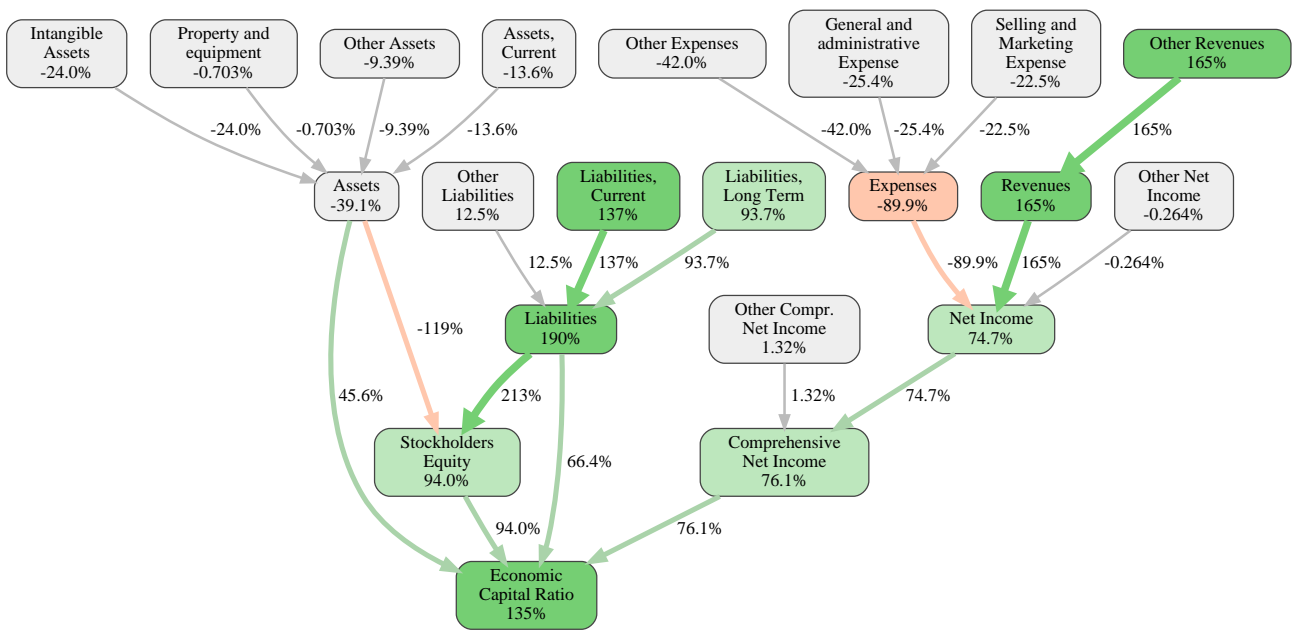 Intangible
Assets
-24.0%
Property and
equipment
-0.703%
Other Assets
-9.39%
Assets,
Current
-13.6%
Other Expenses
-42.0%
General and
administrative
Expense
-25.4%
Selling and
Marketing
Expense
-22.5%
Other Revenues
165%
-24.0%
-0.703%
-9.39%
-13.6%
-42.0%
-25.4%
-22.5%
165%
Assets
-39.1%
Other
Liabilities
12.5%
Liabilities,
Current
137%
Liabilities,
Long Term
93.7%
Expenses
-89.9%
Revenues
165%
Other Net
Income
-0.264%
12.5%
137%
93.7%
-89.9%
165%
-0.264%
-119%
Liabilities
190%
Other Compr.
Net Income
1.32%
Net Income
74.7%
45.6%
213%
66.4%
1.32%
74.7%
Stockholders
Equity
94.0%
Comprehensive
Net Income
76.1%
94.0%
76.1%
Economic
Capital Ratio
135%